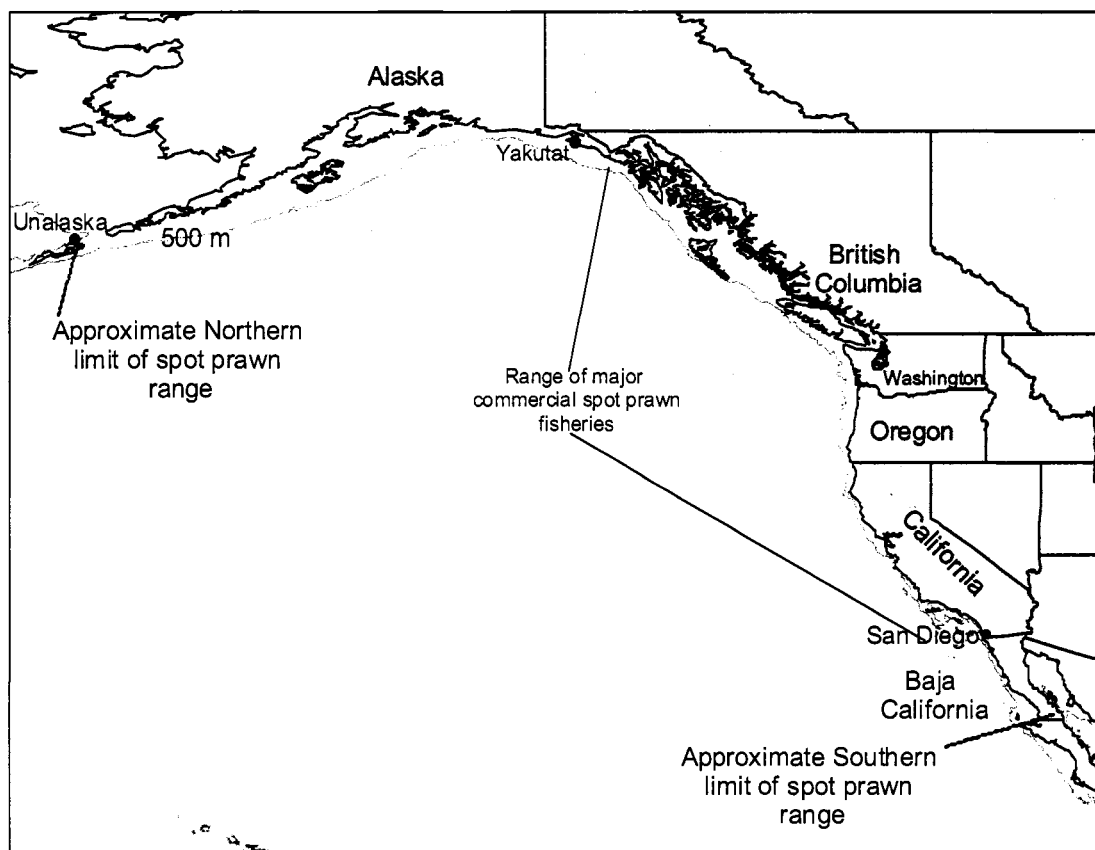 Alaska
Yakutat
Unalaska
500 m
British
Columbia
Approximate Northern
limit of spot prawn
range
Range of major
commercial spot prawn
fisheries
Washington
Oregon
California
San Diego
Baja
California
Approximate Southern
limit of spot prawn
range